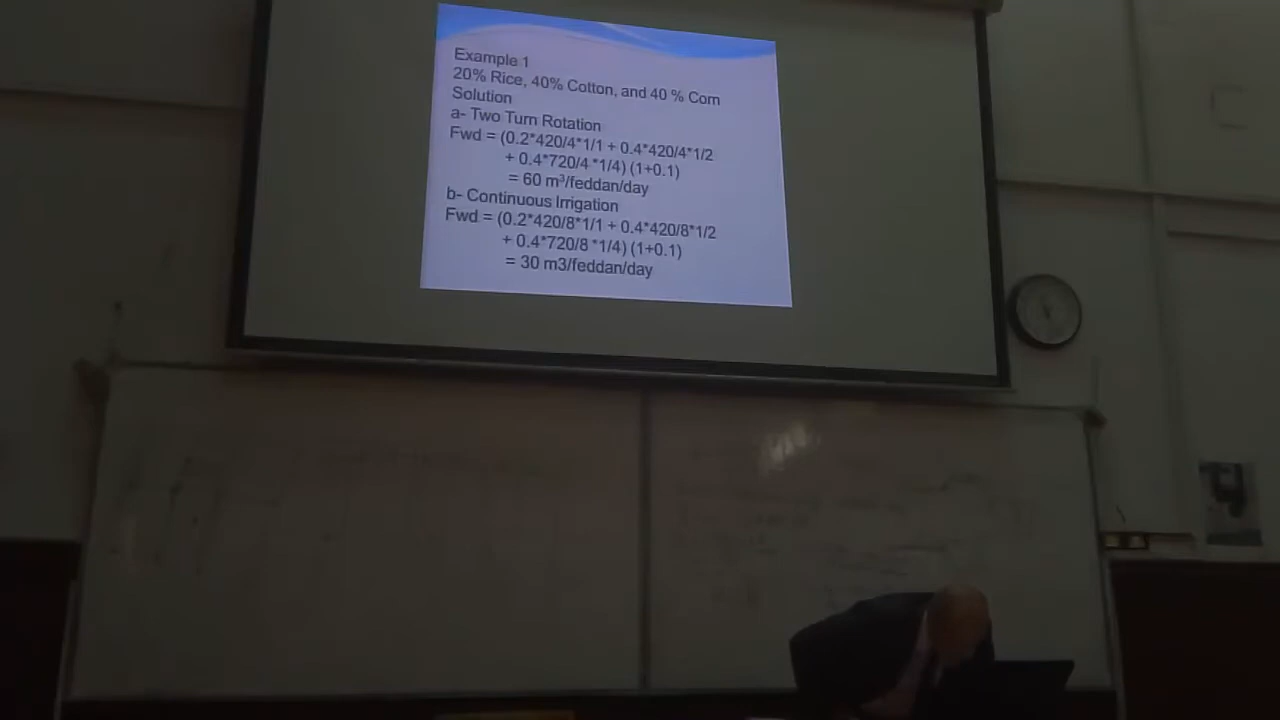 Example 1
20% Rice, 40% Cotton, and 40 % Corn
Solution
a- Two Turn Rotation
Fwd = (0.2*420/4*1/1 + 0.4*420/4*1/2
+ 0.4*720/4 *1/4) (1+0.1)
= 60 m³/feddan/day
b- Continuous Irrigation
Fwd = (0.2*420/8*1/1 + 0.4*420/8*1/2
+ 0.4*720/8 *1/4) (1+0.1)
= 30 m3/feddan/day